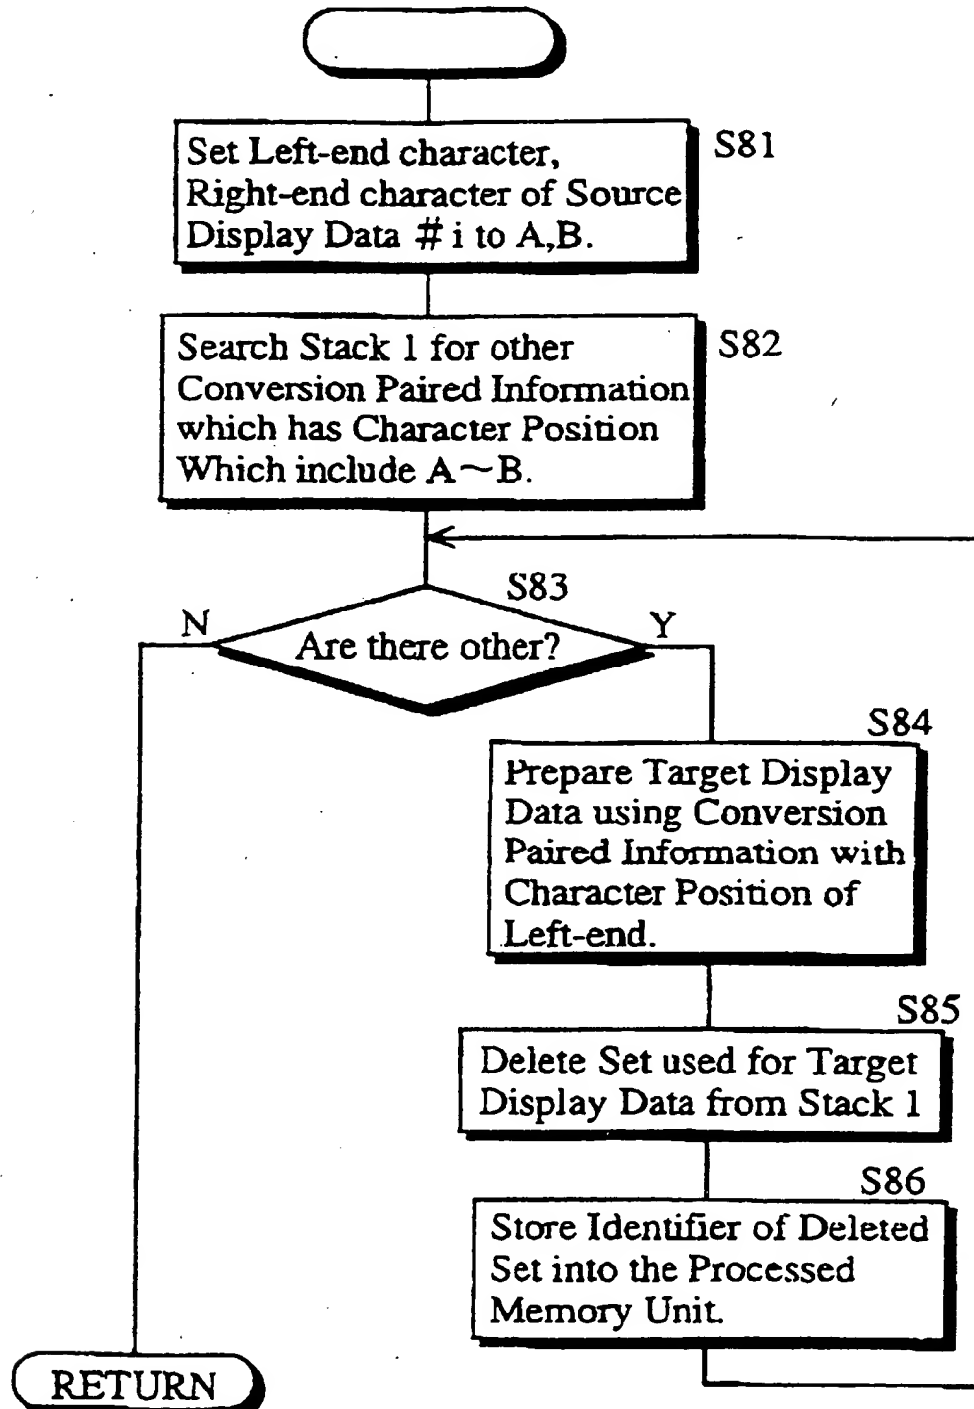 S81
Set Left-end character,
Right-end character of Source
Display Data # i to A,B.
S82
Search Stack 1 for other
Conversion Paired Information
which has Character Position
Which include A~B.
S83
N
Are there other?
Y
S84
Prepare Target Display
Data using Conversion
Paired Information with
Character Position of
Left-end.
S85
Delete Set used for Target
Display Data from Stack 1
S86
Store Identifier of Deleted
Set into the Processed
Memory Unit.
RETURN